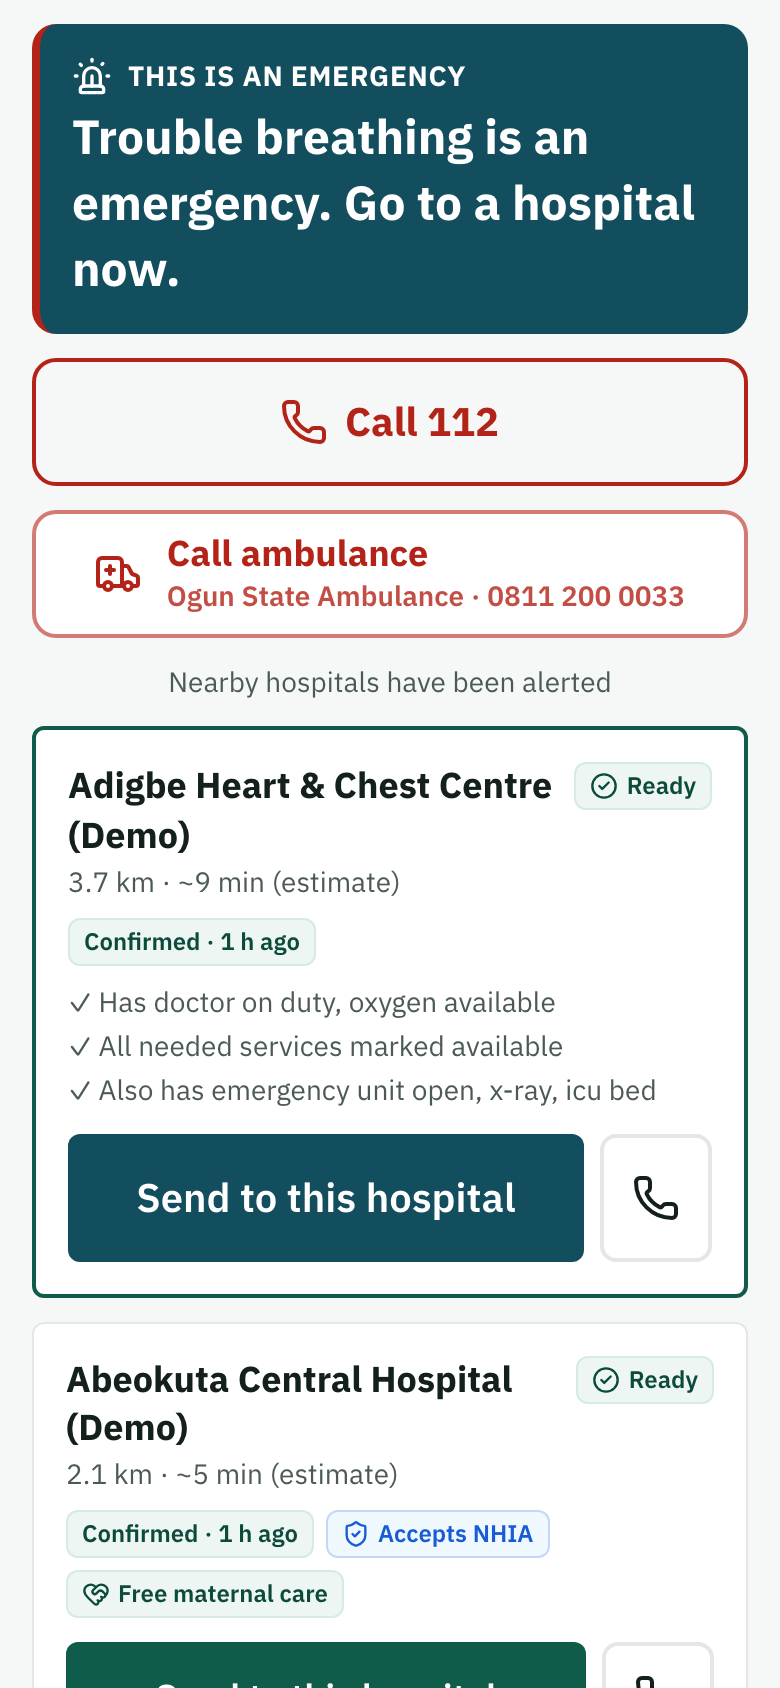 THIS IS AN EMERGENCY
Trouble breathing is an
emergency. Go to a hospital
now.
Call 112
Call ambulance
Ogun State Ambulance · 0811 200 0033
Nearby hospitals have been alerted
Adigbe Heart & Chest Centre
(Demo)
Ready
3.7 km · ~9 min (estimate)
Confirmed · 1 h ago
✓ Has doctor on duty, oxygen available
✓ All needed services marked available
✓ Also has emergency unit open, x-ray, icu bed
Send to this hospital
Abeokuta Central Hospital
(Demo)
Ready
2.1 km · ~5 min (estimate)
Confirmed · 1 h ago
Accepts NHIA
Free maternal care